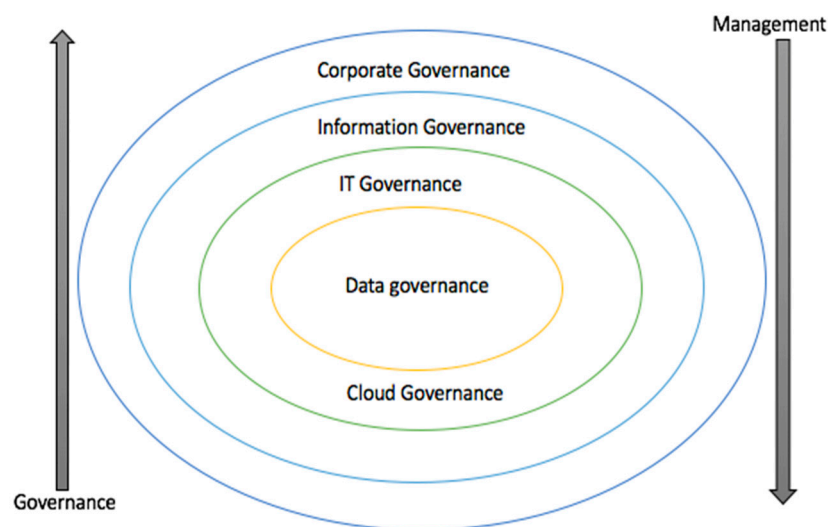 Management
Corporate Governance
Information Governance
IT Governance
Data governance
Cloud Governance
Governance